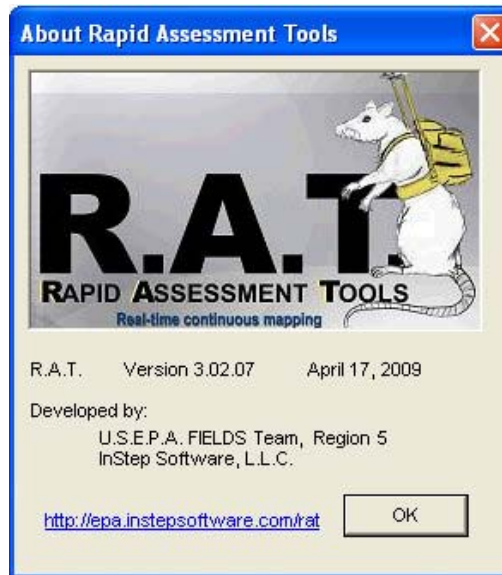 About Rapid Assessment Tools
R.A.T.
RAPID ASSESSMENT TOOLS
Real-time continuous mapping
R.A.T. Version 3.02.07 April 17, 2009
Developed by:
U.S.E.P.A. FIELDS Team, Region 5
InStep Software, L.L.C.
http://epa.instepsoftware.com/rat
OK